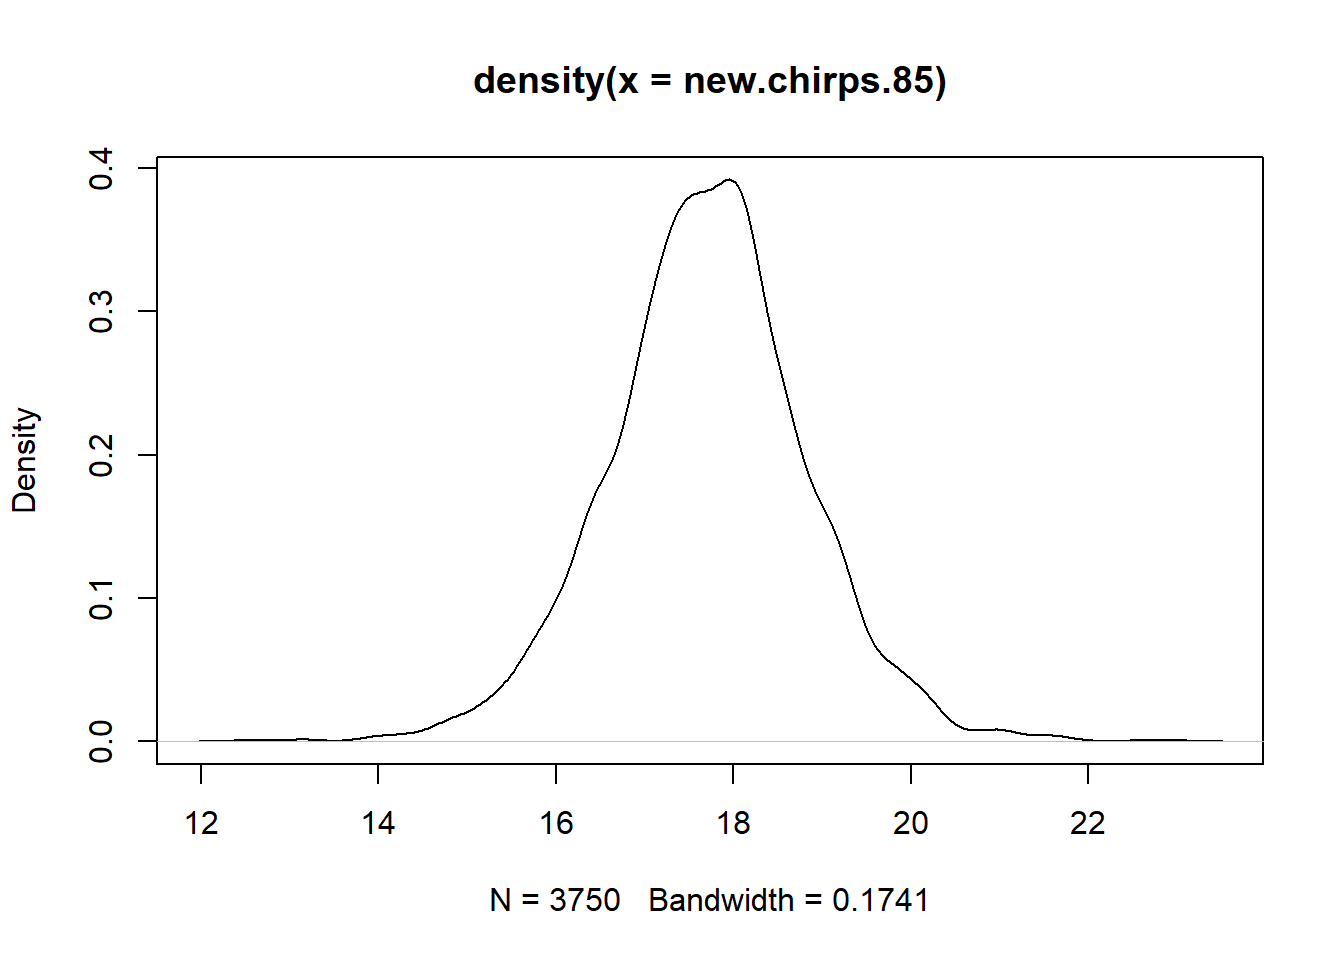 density(x = new.chirps.85)
Density
0.4
0.3
0.2
0.1
0.0
12 14 16 18 20 22
N = 3750 Bandwidth = 0.1741